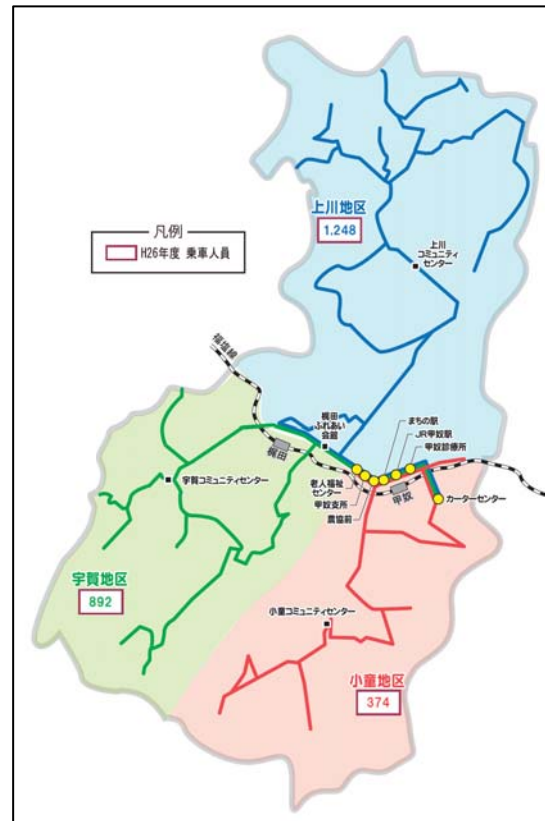 凡例
H26年度 乗車人員
上川地区
1,248
上川
コミュニティ
センター
福塩線
梶田
ふれあい
会館
まちの駅
JR甲奴駅
甲奴診療所
梶田
宇賀コミュニティセンター
老人福祉
センター
甲奴支所
農協前
甲奴
カーターセンター
宇賀地区
892
小童コミュニティセンター
小童地区
374